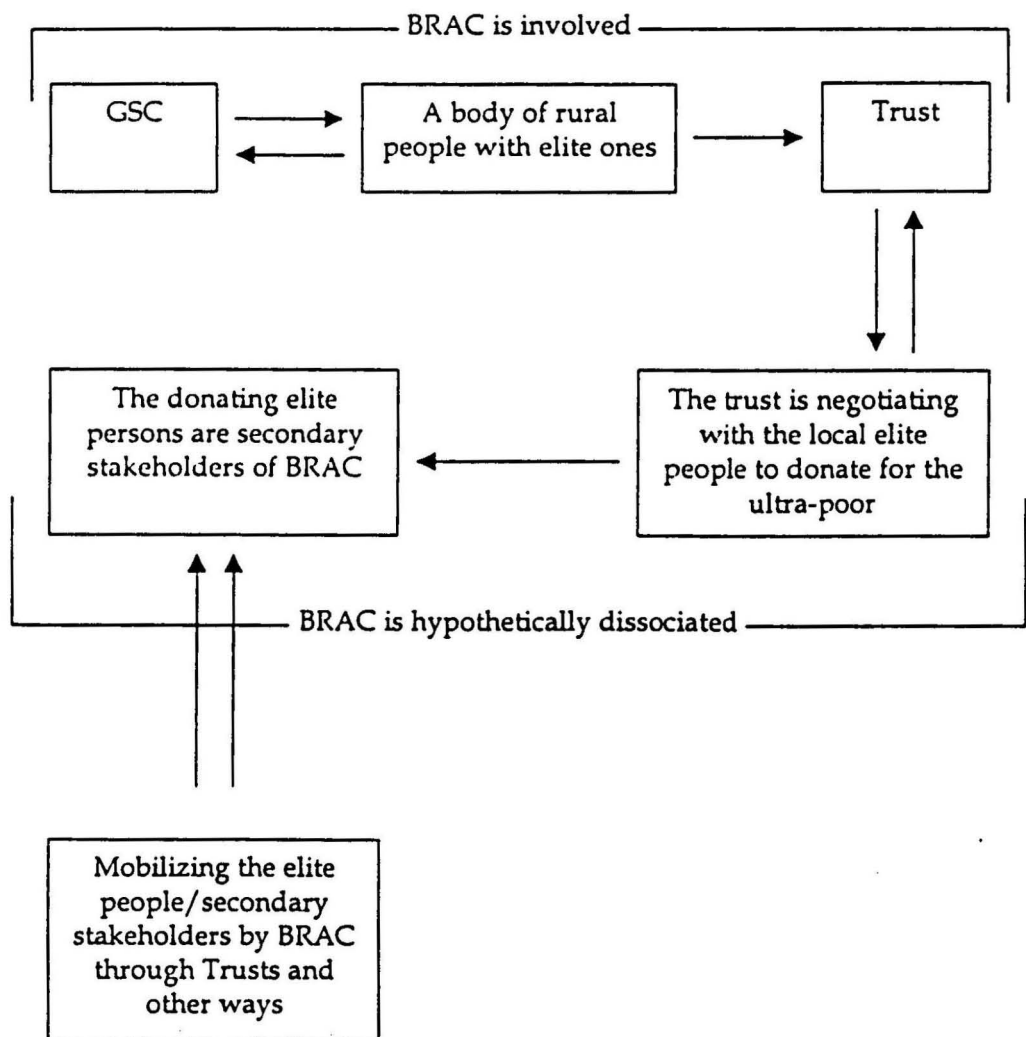 BRAC is involved
GSC
A body of rural
people with elite ones
Trust
The donating elite
persons are secondary
stakeholders of BRAC
The trust is negotiating
with the local elite
people to donate for the
ultra-poor
BRAC is hypothetically dissociated
Mobilizing the elite
people/secondary
stakeholders by BRAC
through Trusts and
other ways